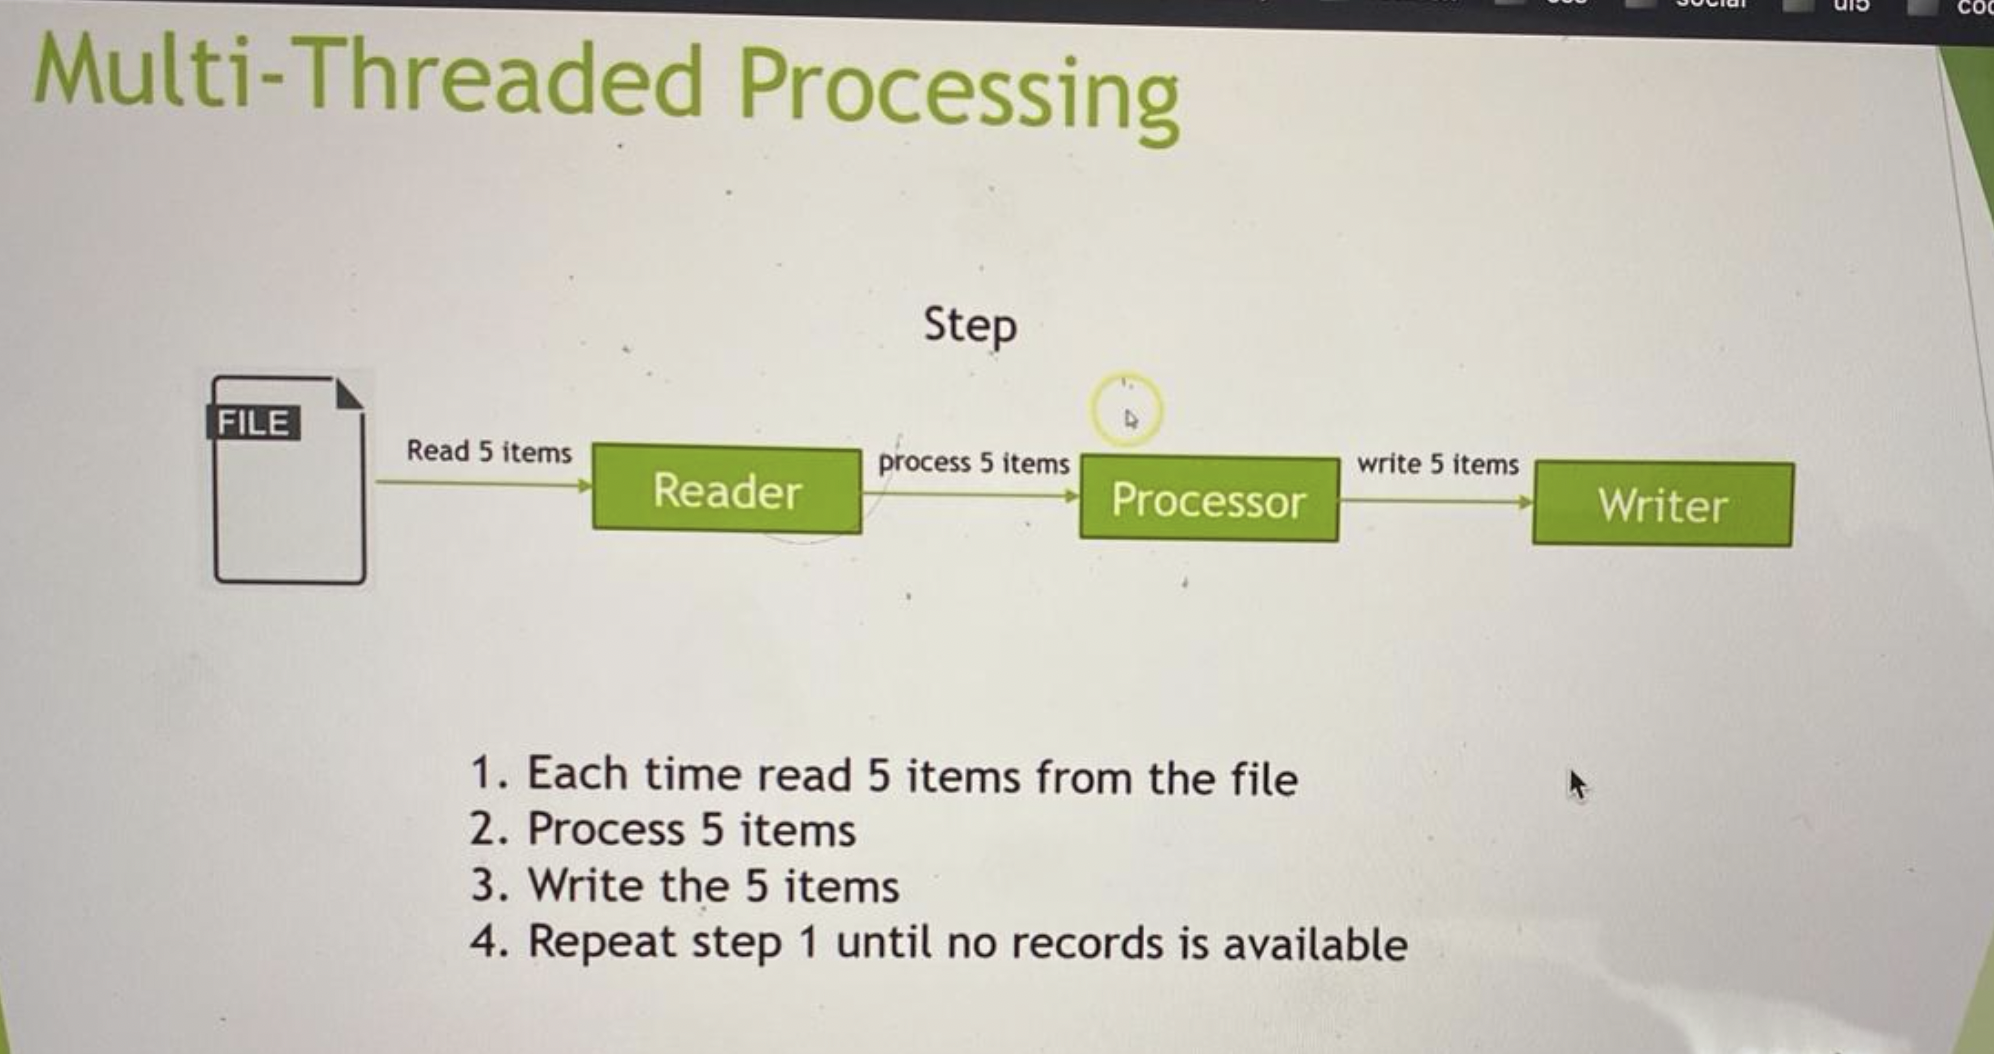 social
ui5
Multi-Threaded Processing
Step
FILE
Read 5 items
Reader
process 5 items
Processor
write 5 items
Writer
1. Each time read 5 items from the file
2. Process 5 items
3. Write the 5 items
4. Repeat step 1 until no records is available